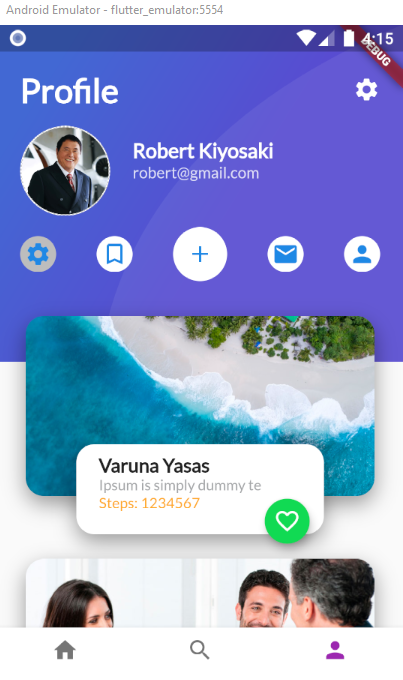 Android Emulator - flutter_emulator:5554
4:15
DEBUG
Profile
Robert Kiyosaki
robert@gmail.com
Varuna Yasas
Ipsum is simply dummy te
Steps: 1234567